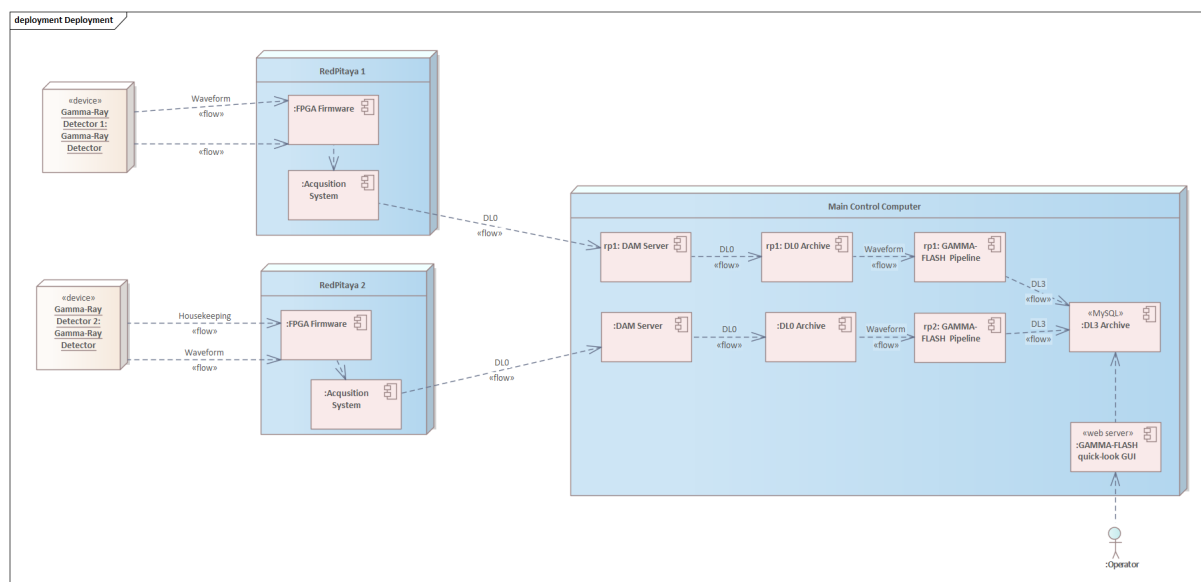 deployment Deployment
RedPitaya 1
«device»
Gamma-Ray
Detector 1:
Gamma-Ray
Detector
Waveform
«flow»
«flow»
:FPGA Firmware
:Acqusition
System
DL0
«flow»
Main Control Computer
rp1: DAM Server
DL0
«flow»
rp1: DL0 Archive
Waveform
«flow»
rp1: GAMMA-
FLASH Pipeline
DL3
«flow»
RedPitaya 2
«device»
Gamma-Ray
Detector 2:
Gamma-Ray
Detector
Housekeeping
«flow»
Waveform
«flow»
:FPGA Firmware
:Acqusition
System
DL0
«flow»
:DAM Server
DL0
«flow»
:DL0 Archive
Waveform
«flow»
rp2: GAMMA-
FLASH Pipeline
DL3
«flow»
«MySQL»
:DL3 Archive
«web server»
:GAMMA-FLASH
quick-look GUI
:Operator